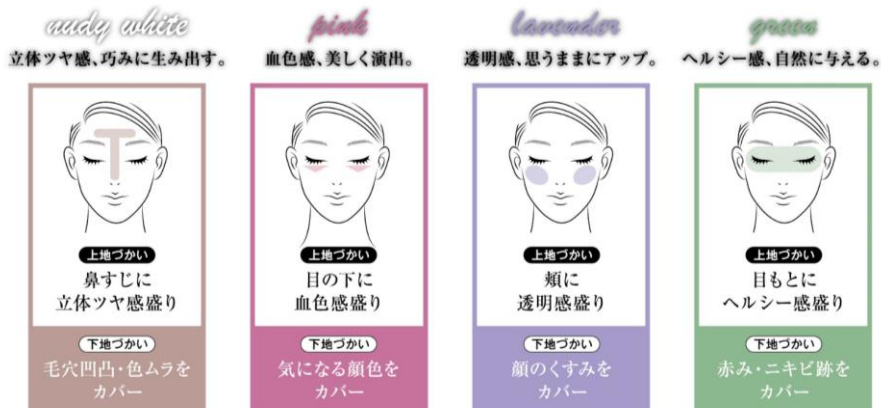 nudy white
立体ツヤ感、巧みに生み出す。
上地づかい
鼻すじに
立体ツヤ感盛り
下地づかい
毛穴凹凸・色ムラを
カバー
pink
血色感、美しく演出。
上地づかい
目の下に
血色感盛り
下地づかい
気になる顔色を
カバー
lavender
透明感、思うままにアップ。
上地づかい
頬に
透明感盛り
下地づかい
顔のくすみを
カバー
green
ヘルシー感、自然に与える。
上地づかい
目もとに
ヘルシー感盛り
下地づかい
赤み・ニキビ跡を
カバー